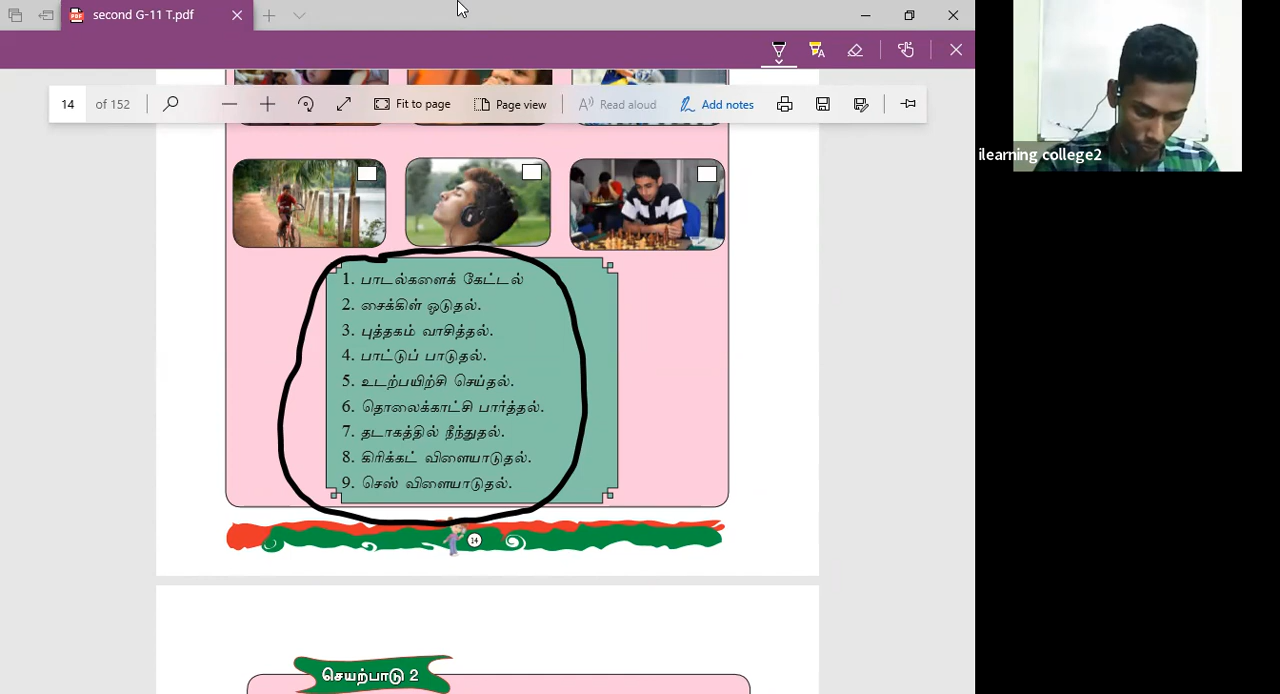 second G-11 T.pdf
14 of 152 Fit to page Page view Read aloud Add notes
ilearning college2
1. பாடல்களைக் கேட்டல்
2. சைக்கிள் ஓடுதல்.
3. புத்தகம் வாசித்தல்.
4. பாட்டுப் பாடுதல்.
5. உடற்பயிற்சி செய்தல்.
6. தொலைக்காட்சி பார்த்தல்.
7. தடாகத்தில் நீந்துதல்.
8. கிரிக்கட் விளையாடுதல்.
9. செஸ் விளையாடுதல்.
14
செயற்பாடு 2